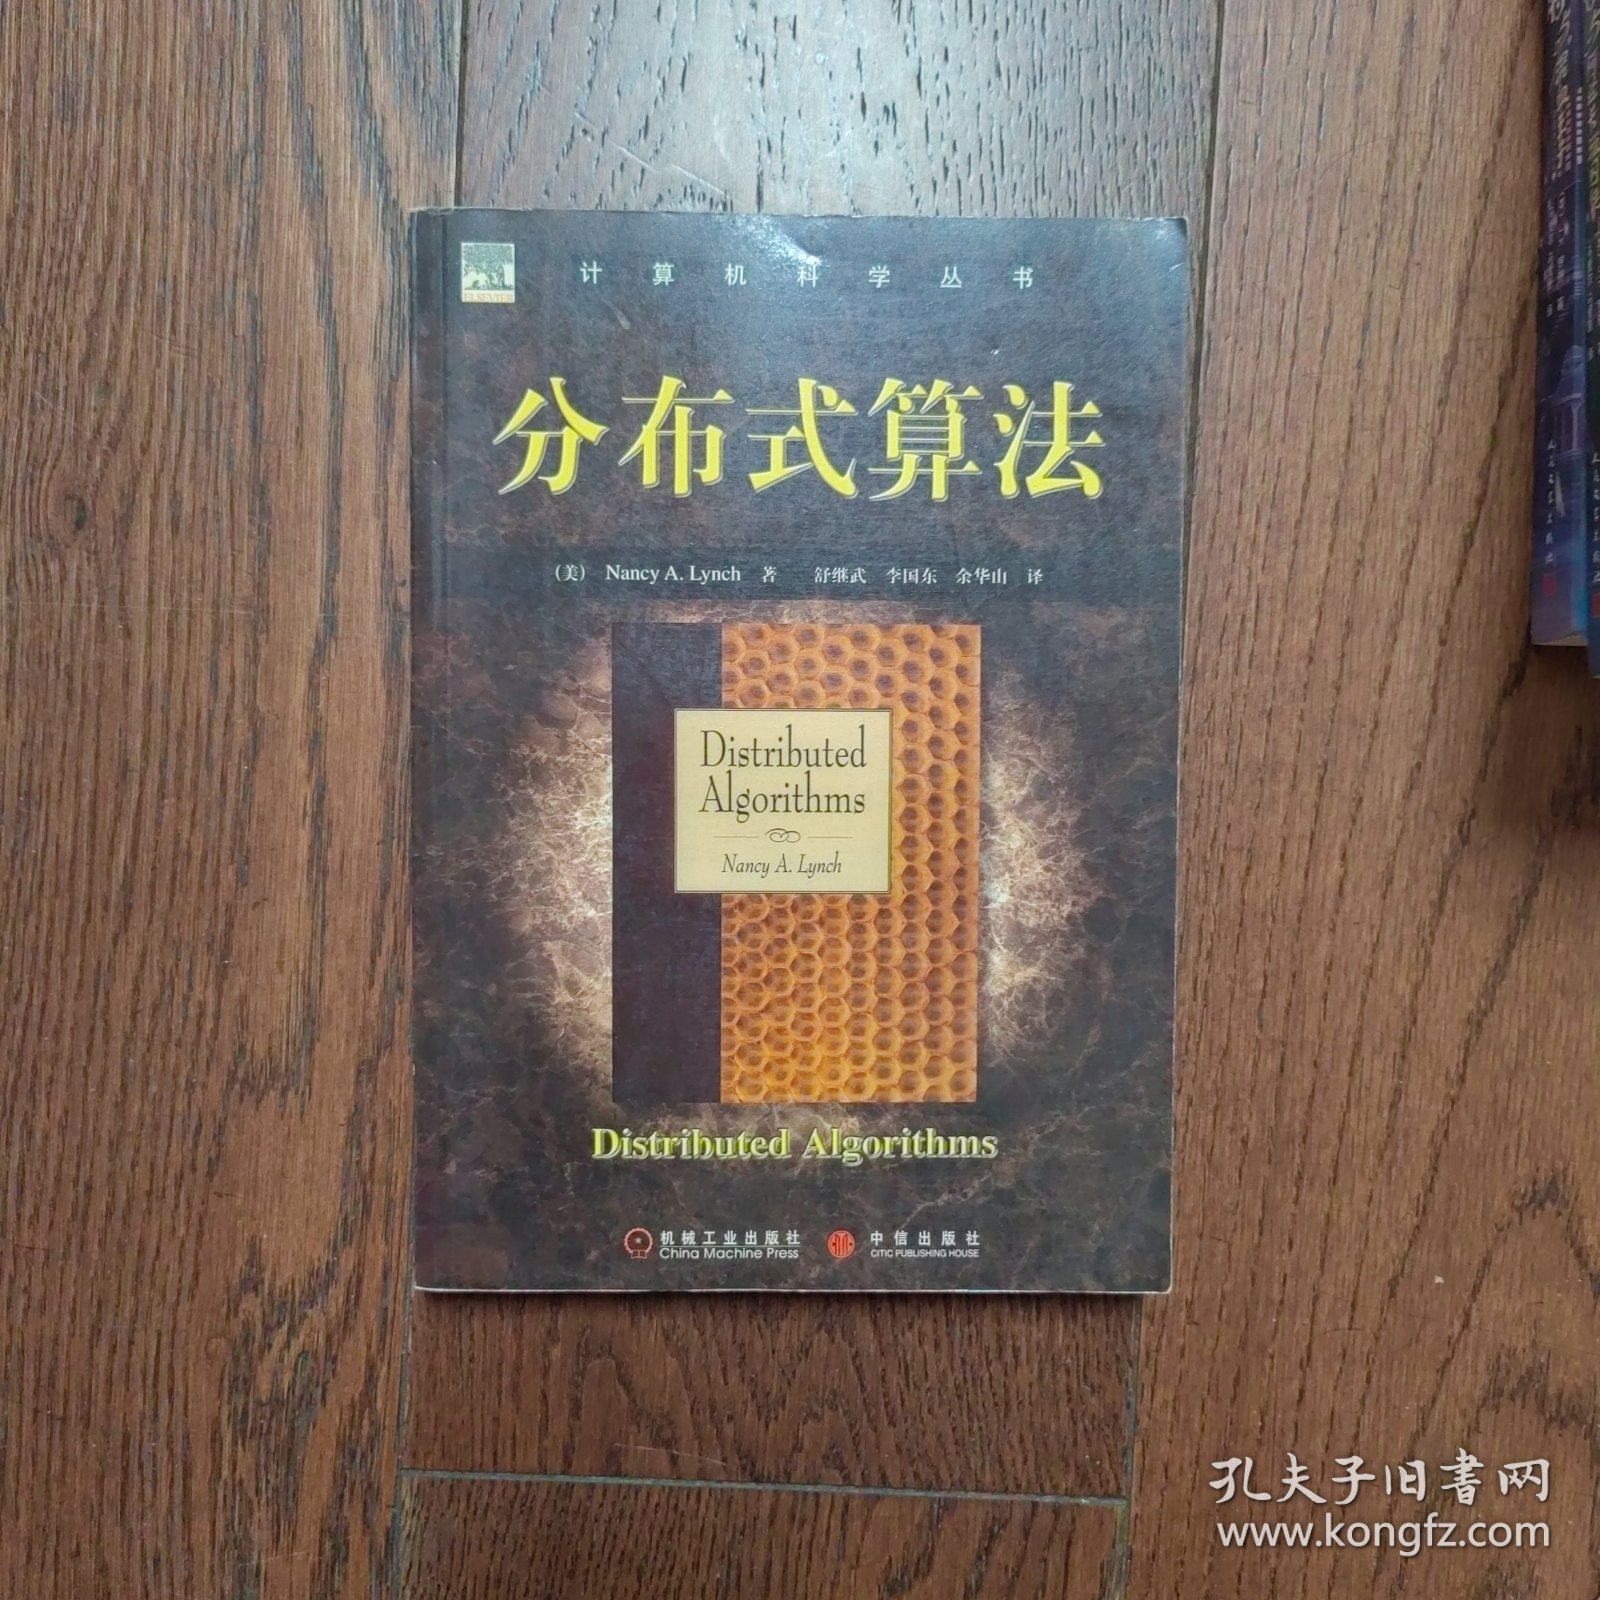 ELSEVIER
计算机科学丛书
分布式算法
(美) Nancy A. Lynch 著 舒继武 李国东 余华山 译
Distributed
Algorithms
Nancy A. Lynch
Distributed Algorithms
机械工业出版社
China Machine Press
中信出版社
CITIC PUBLISHING HOUSE
孔夫子旧书网
www.kongfz.com